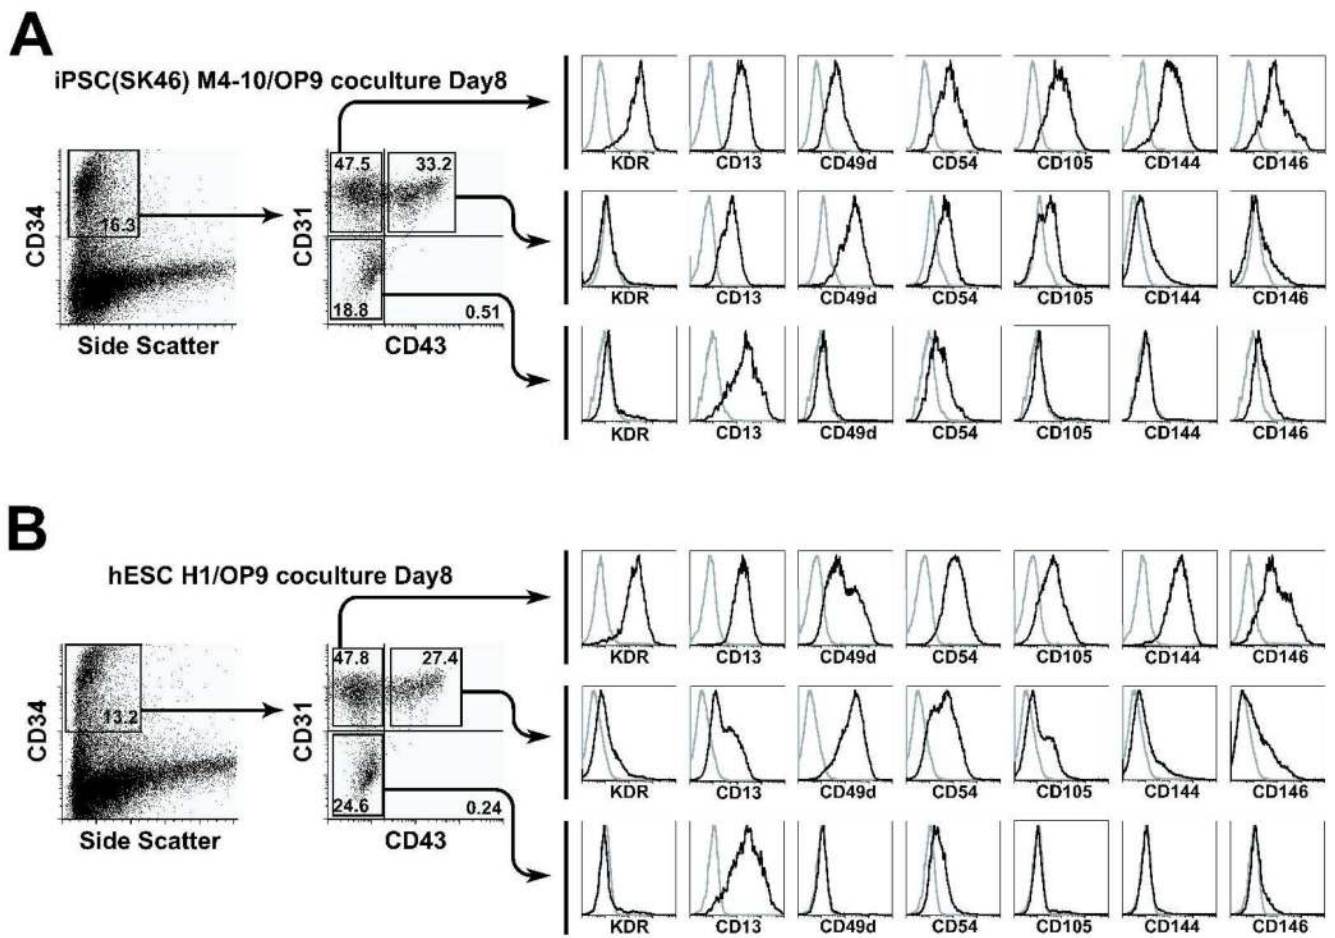 A
iPSC(SK46) M4-10/OP9 coculture Day8
CD34
16.3
Side Scatter
CD31
47.5
33.2
18.8
0.51
CD43
KDR CD13 CD49d CD54 CD105 CD144 CD146
KDR CD13 CD49d CD54 CD105 CD144 CD146
KDR CD13 CD49d CD54 CD105 CD144 CD146
B
hESC H1/OP9 coculture Day8
CD34
13.2
Side Scatter
CD31
47.8
27.4
24.6
0.24
CD43
KDR CD13 CD49d CD54 CD105 CD144 CD146
KDR CD13 CD49d CD54 CD105 CD144 CD146
KDR CD13 CD49d CD54 CD105 CD144 CD146